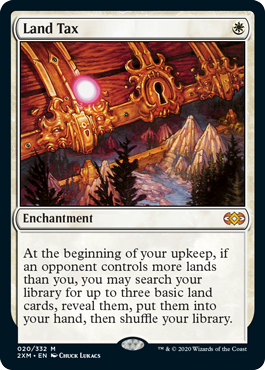 Land Tax
Enchantment
At the beginning of your upkeep, if
an opponent controls more lands
than you, you may search your
library for up to three basic land
cards, reveal them, put them into
your hand, then shuffle your library.
020/332 M
2XM • EN Chuck Lukacs
™ & © 2020 Wizards of the Coast